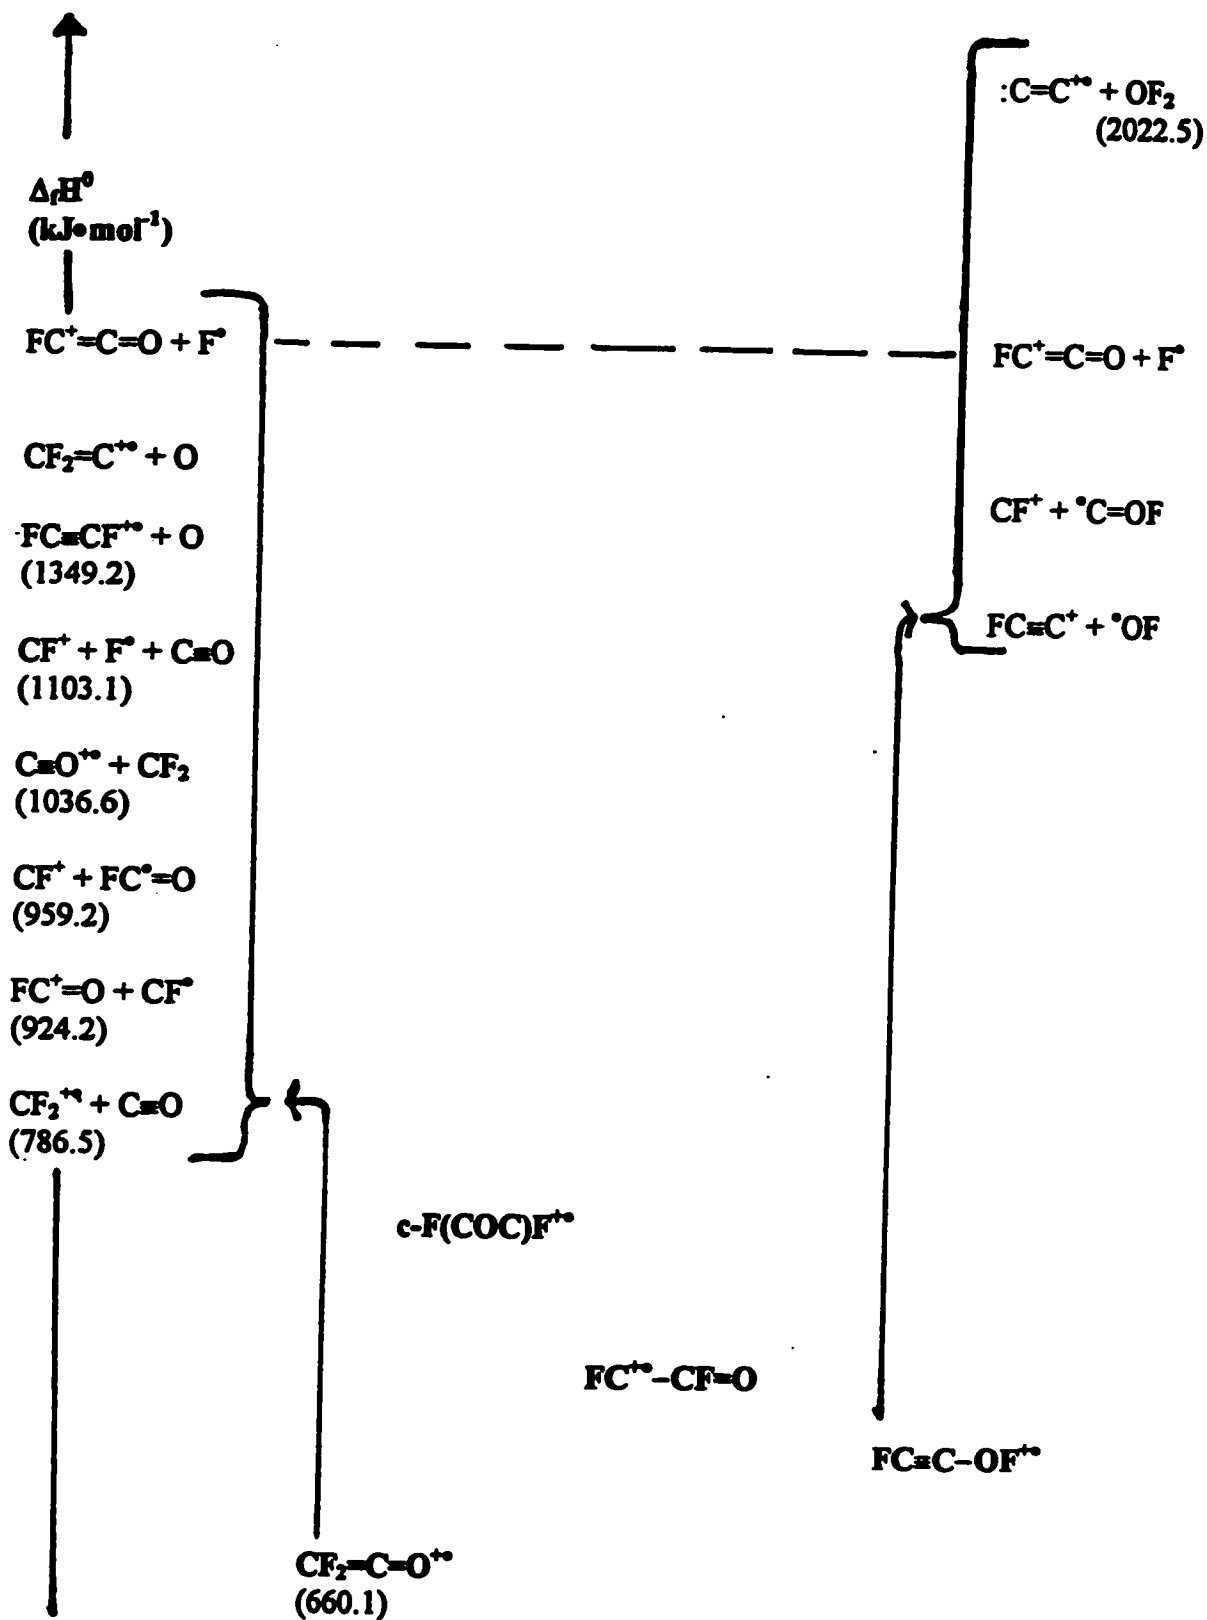 ΔfH⁰
(kJ•mol⁻¹)
FC⁺=C=O + F•
CF₂=C⁺• + O
FC≡CF⁺• + O
(1349.2)
CF⁺ + F• + C≡O
(1103.1)
C≡O⁺• + CF₂
(1036.6)
CF⁺ + FC•=O
(959.2)
FC⁺=O + CF•
(924.2)
CF₂⁺• + C≡O
(786.5)
c-F(COC)F⁺•
FC⁺•–CF=O
CF₂=C=O⁺•
(660.1)
:C=C⁺• + OF₂
(2022.5)
FC⁺=C=O + F•
CF⁺ + •C=OF
FC≡C⁺ + •OF
FC≡C–OF⁺•